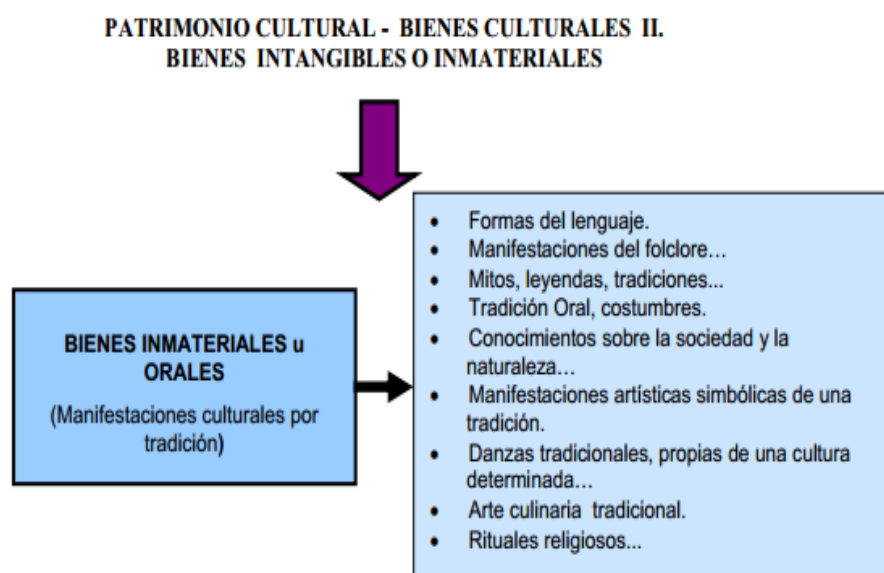 PATRIMONIO CULTURAL - BIENES CULTURALES II.
BIENES INTANGIBLES O INMATERIALES
BIENES INMATERIALES u
ORALES
(Manifestaciones culturales por
tradición)
• Formas del lenguaje.
• Manifestaciones del folclore…
• Mitos, leyendas, tradiciones...
• Tradición Oral, costumbres.
• Conocimientos sobre la sociedad y la
naturaleza…
• Manifestaciones artísticas simbólicas de una
tradición.
• Danzas tradicionales, propias de una cultura
determinada…
• Arte culinaria tradicional.
• Rituales religiosos...